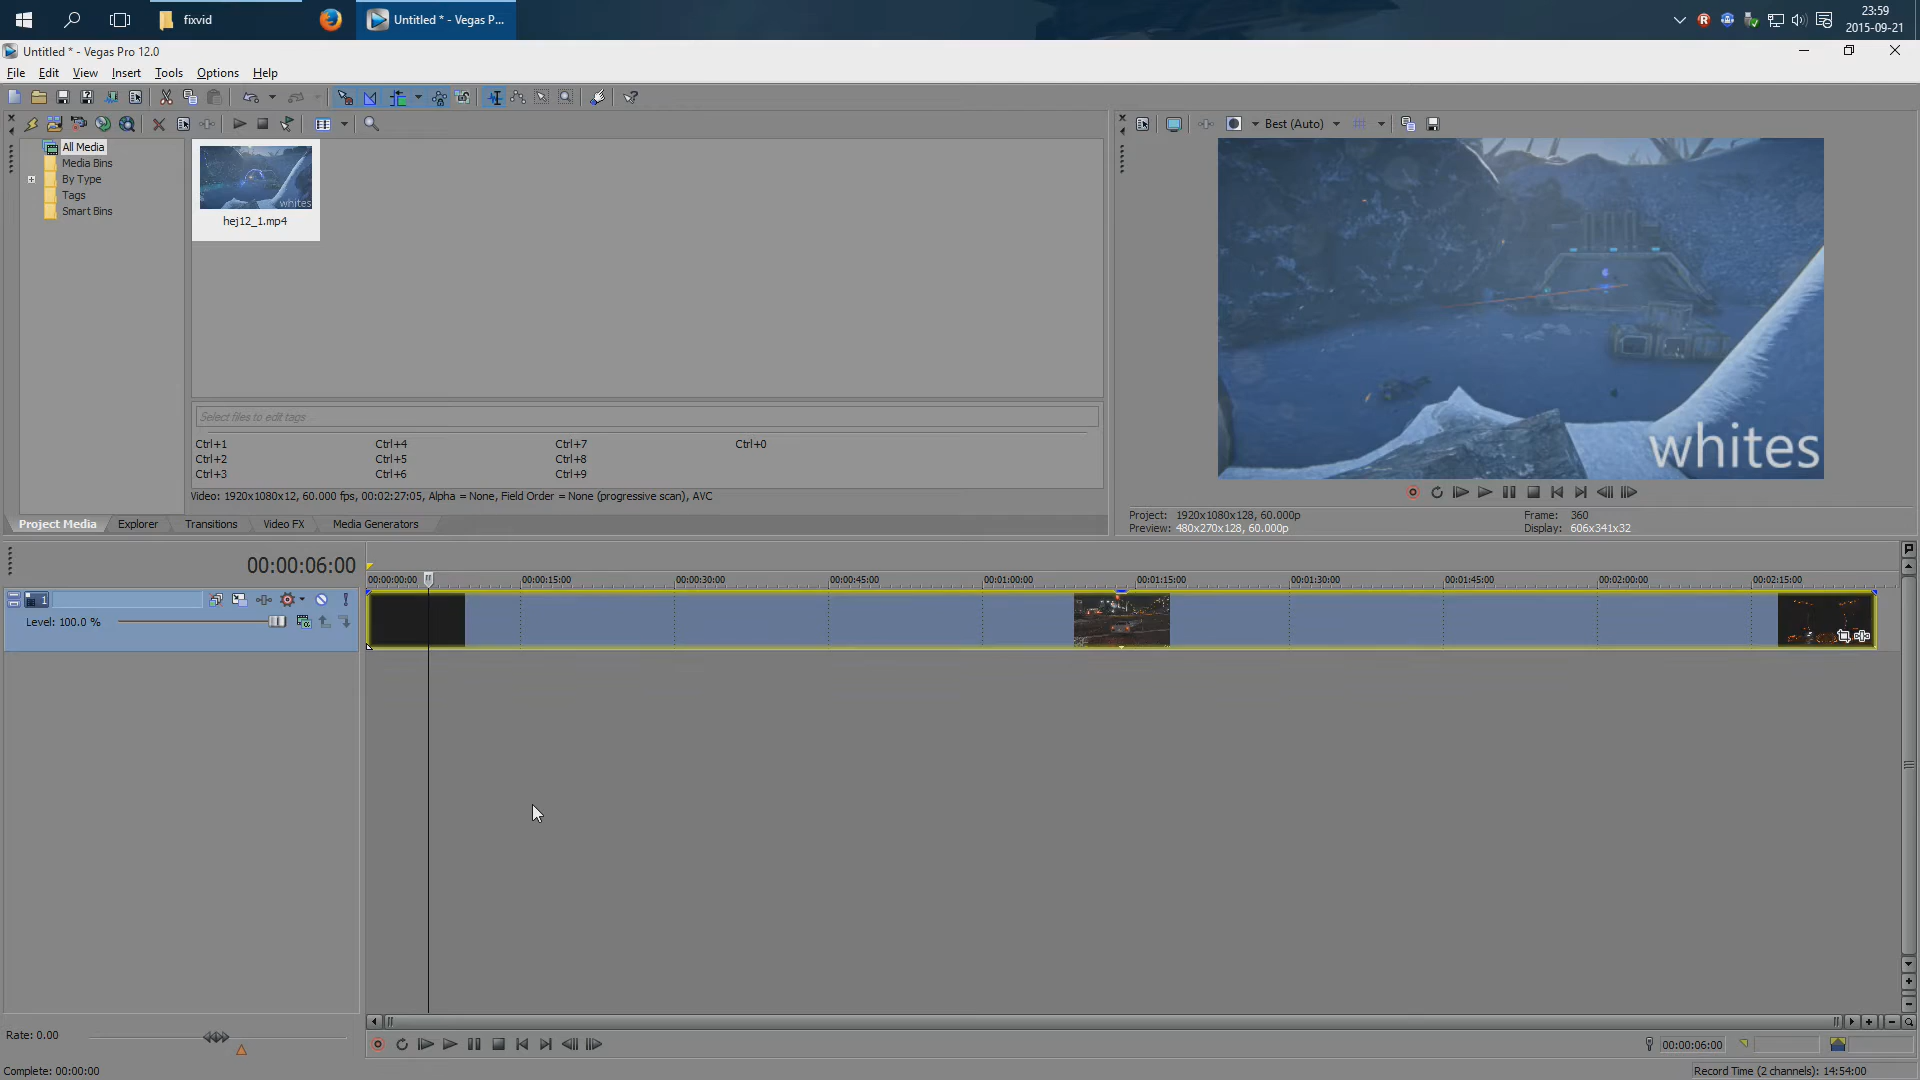 fixvid
Untitled * - Vegas P...
23:59
2015-09-21
Untitled * - Vegas Pro 12.0
File Edit View Insert Tools Options Help
Best (Auto)
All Media
Media Bins
By Type
Tags
Smart Bins
whites
hej12_1.mp4
Select files to edit tags
Ctrl+1 Ctrl+4 Ctrl+7 Ctrl+0
Ctrl+2 Ctrl+5 Ctrl+8
Ctrl+3 Ctrl+6 Ctrl+9
Video: 1920x1080x12, 60.000 fps, 00:02:27:05, Alpha = None, Field Order = None (progressive scan), AVC
Project Media Explorer Transitions Video FX Media Generators
whites
Project: 1920x1080x128, 60.000p
Preview: 480x270x128, 60.000p
Frame: 360
Display: 606x341x32
00:00:06:00
00:00:00:00 00:00:15:00 00:00:30:00 00:00:45:00 00:01:00:00 00:01:15:00 00:01:30:00 00:01:45:00 00:02:00:00 00:02:15:00
1
Level: 100.0 %
Rate: 0.00
00:00:06:00
Complete: 00:00:00
Record Time (2 channels): 14:54:00